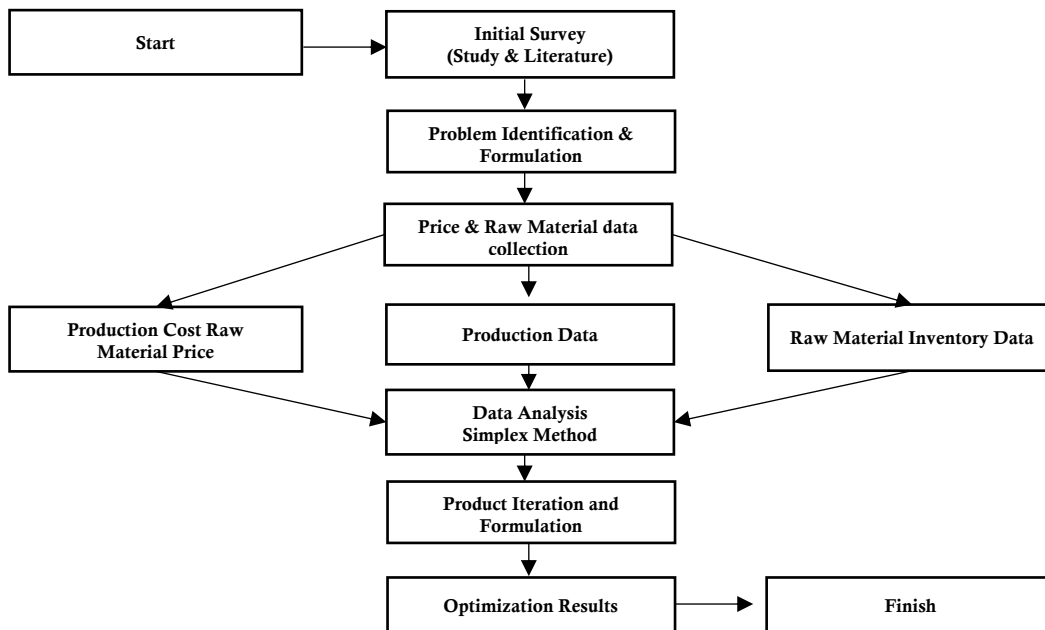 Start
Initial Survey
(Study & Literature)
Problem Identification &
Formulation
Price & Raw Material data
collection
Production Cost Raw
Material Price
Production Data
Raw Material Inventory Data
Data Analysis
Simplex Method
Product Iteration and
Formulation
Optimization Results
Finish